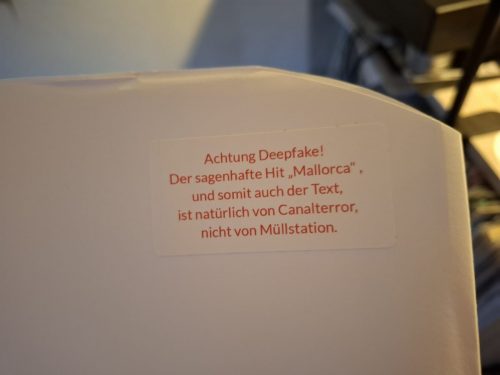 Achtung Deepfake!
Der sagenhafte Hit „Mallorca" ,
und somit auch der Text,
ist natürlich von Canalterror,
nicht von Müllstation.